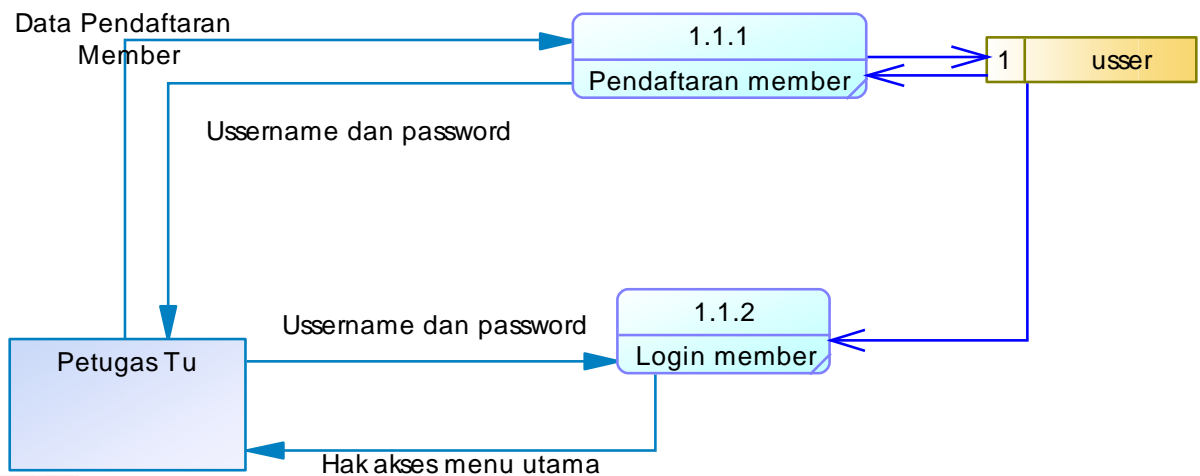 Data Pendaftaran
Member
1.1.1
Pendaftaran member
1
usser
Ussername dan password
Ussername dan password
1.1.2
Login member
Petugas Tu
Hak akses menu utama